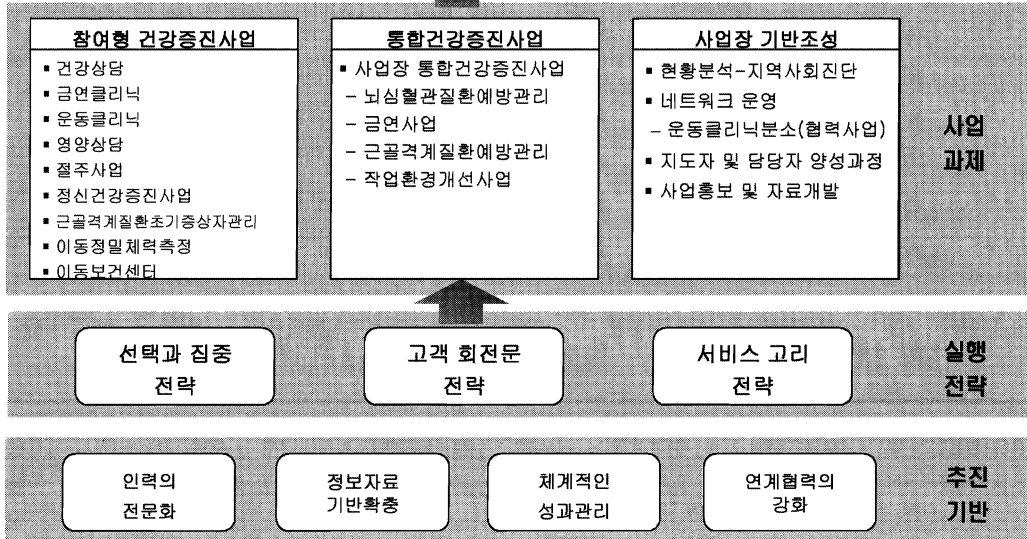 참여형 건강증진사업
▪ 건강상담
▪ 금연클리닉
▪ 운동클리닉
▪ 영양상담
▪ 절주사업
▪ 정신건강증진사업
▪ 근골격계질환초기증상자관리
▪ 이동정밀체력측정
▪ 이동보건센터
통합건강증진사업
▪ 사업장 통합건강증진사업
– 뇌심혈관질환예방관리
– 금연사업
– 근골격계질환예방관리
– 작업환경개선사업
사업장 기반조성
▪ 현황분석-지역사회진단
▪ 네트워크 운영
– 운동클리닉분소(협력사업)
▪ 지도자 및 담당자 양성과정
▪ 사업홍보 및 자료개발
사업
과제
선택과 집중
전략
고객 회전문
전략
서비스 고리
전략
실행
전략
인력의
전문화
정보자료
기반확충
체계적인
성과관리
연계협력의
강화
추진
기반